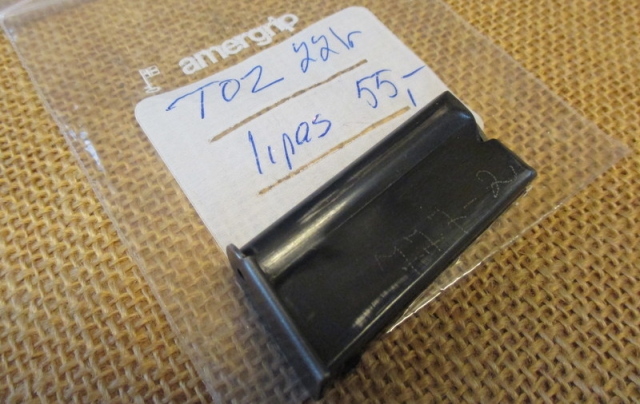 amergrip
TOZ 22lr
lipas 55,-